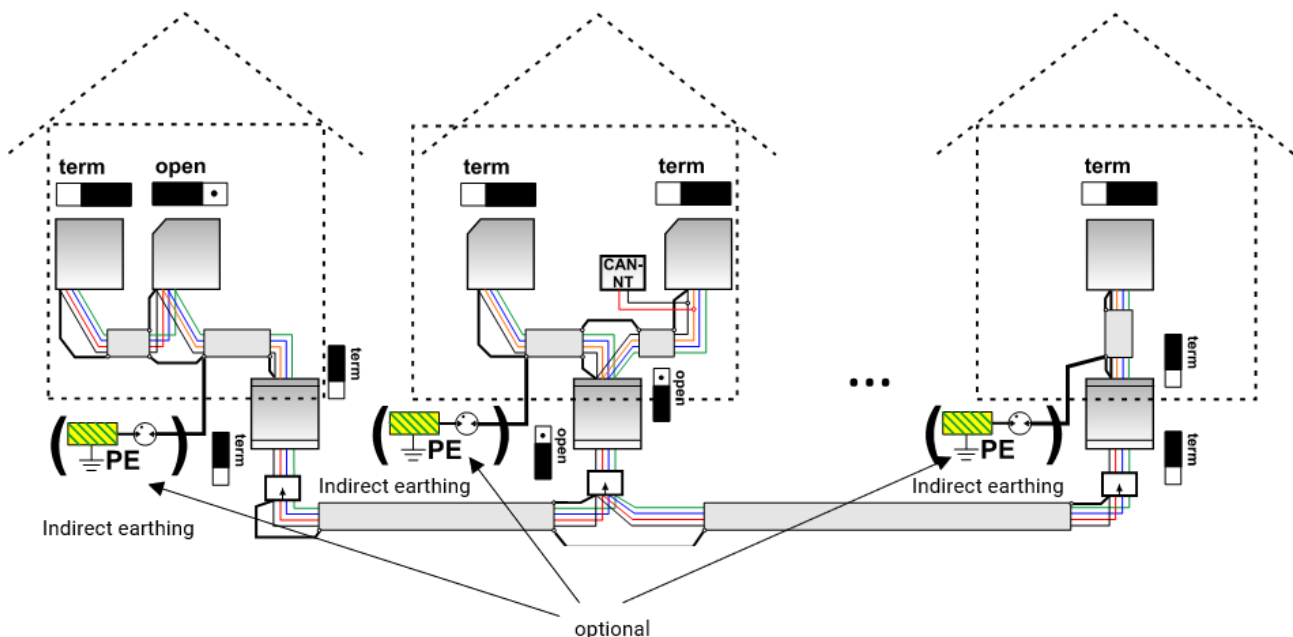 term
open
term
term
term
CAN-
NT
term
term
open
open
term
term
PE
PE
PE
Indirect earthing
Indirect earthing
Indirect earthing
optional